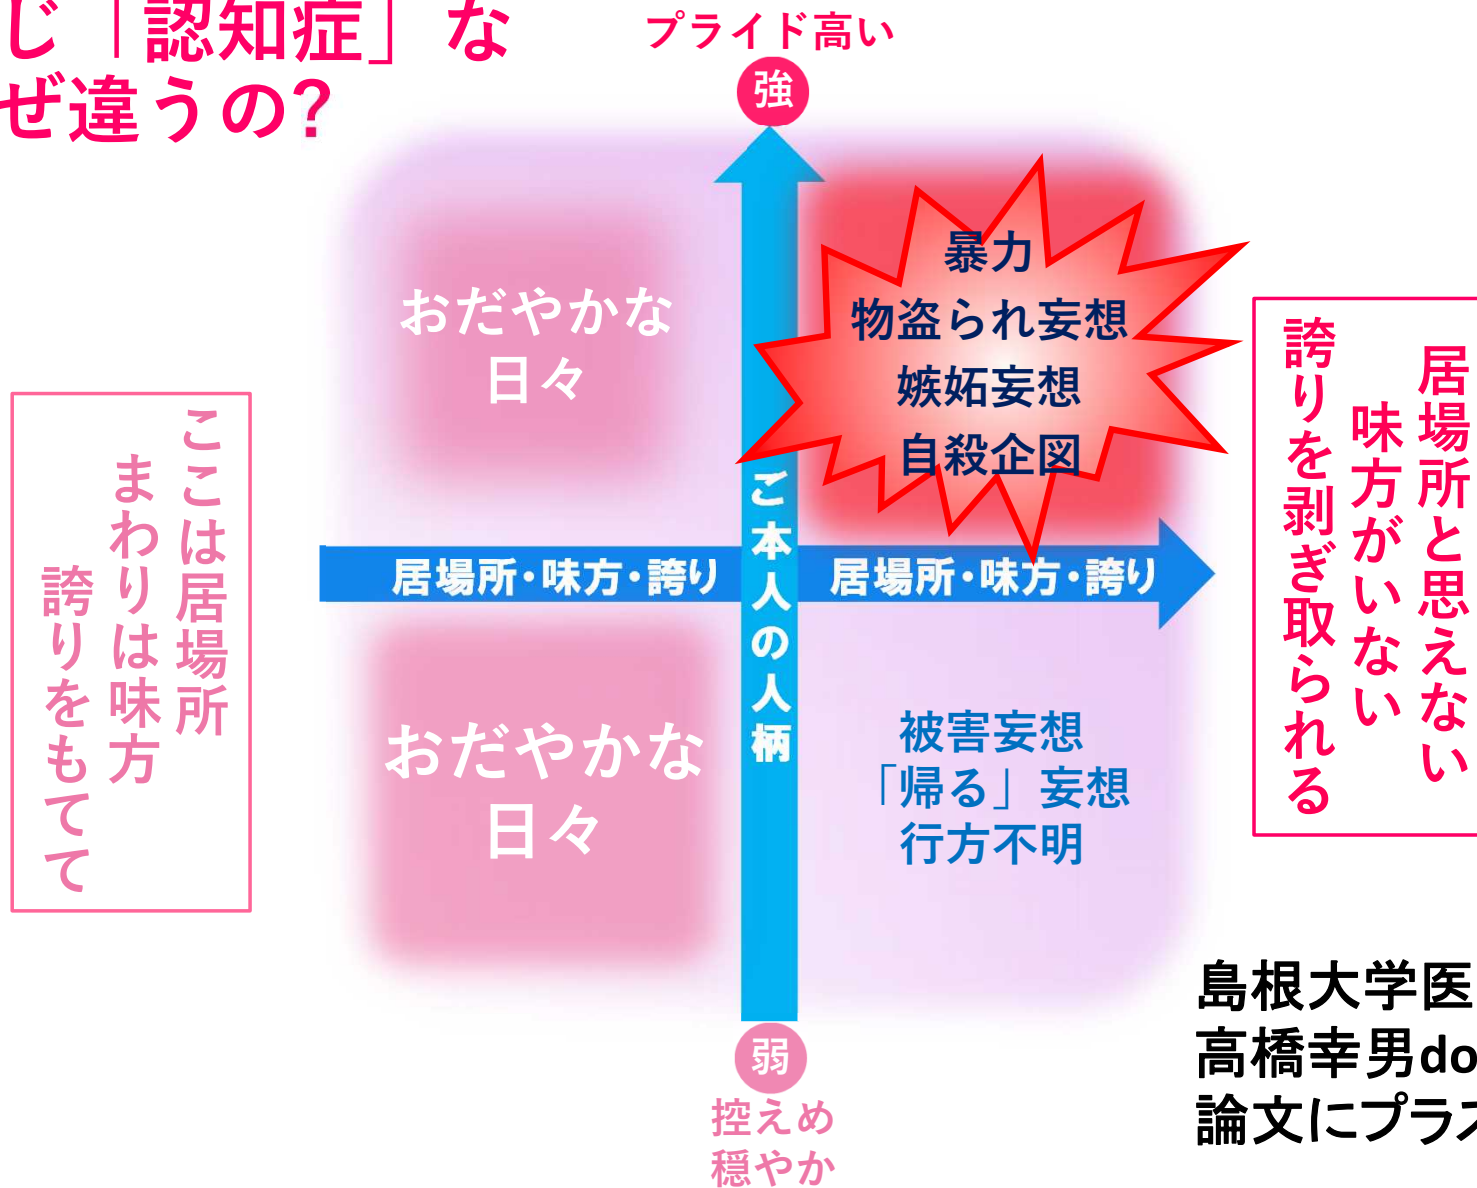 じ「認知症」な
ぜ違うの?
プライド高い
強
おだやかな
日々
暴力
物盗られ妄想
嫉妬妄想
自殺企図
居場所と思えない
味方がいない
誇りを剥ぎ取られる
ここは居場所
まわりは味方
誇りをもてて
居場所・味方・誇り
居場所・味方・誇り
ご本人の人柄
おだやかな
日々
被害妄想
「帰る」妄想
行方不明
弱
控えめ
穏やか
島根大学医
高橋幸男do
論文にプラス